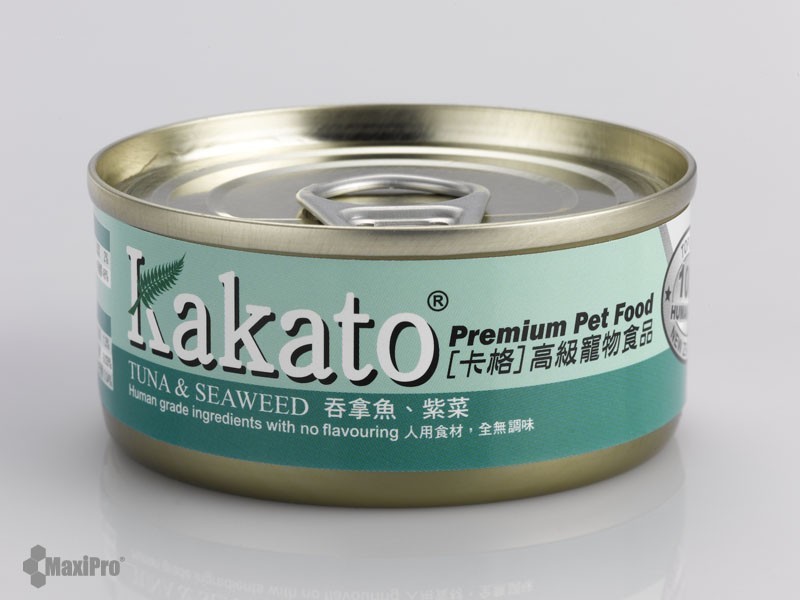 Kakato®
Premium Pet Food
[卡格]高級寵物食品
TUNA & SEAWEED 吞拿魚、紫菜
Human grade ingredients with no flavouring 人用食材，全無調味
MaxiPro®